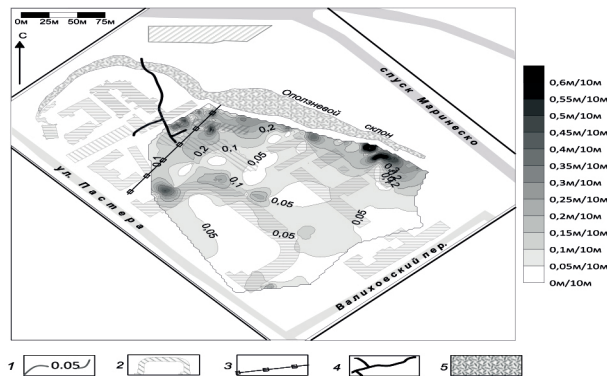 0м 25м 50м 75м
С
Оползневой склон
спуск Маринеско
ул. Пастера
Валиховский пер.
0,2
0,2
0,1
0,05
0,1
0,05
0,05
0,05
0,05
0,2
0,6м/10м
0,55м/10м
0,5м/10м
0,45м/10м
0,4м/10м
0,35м/10м
0,3м/10м
0,25м/10м
0,2м/10м
0,15м/10м
0,1м/10м
0,05м/10м
0м/10м
1 0.05 2 3 4 5